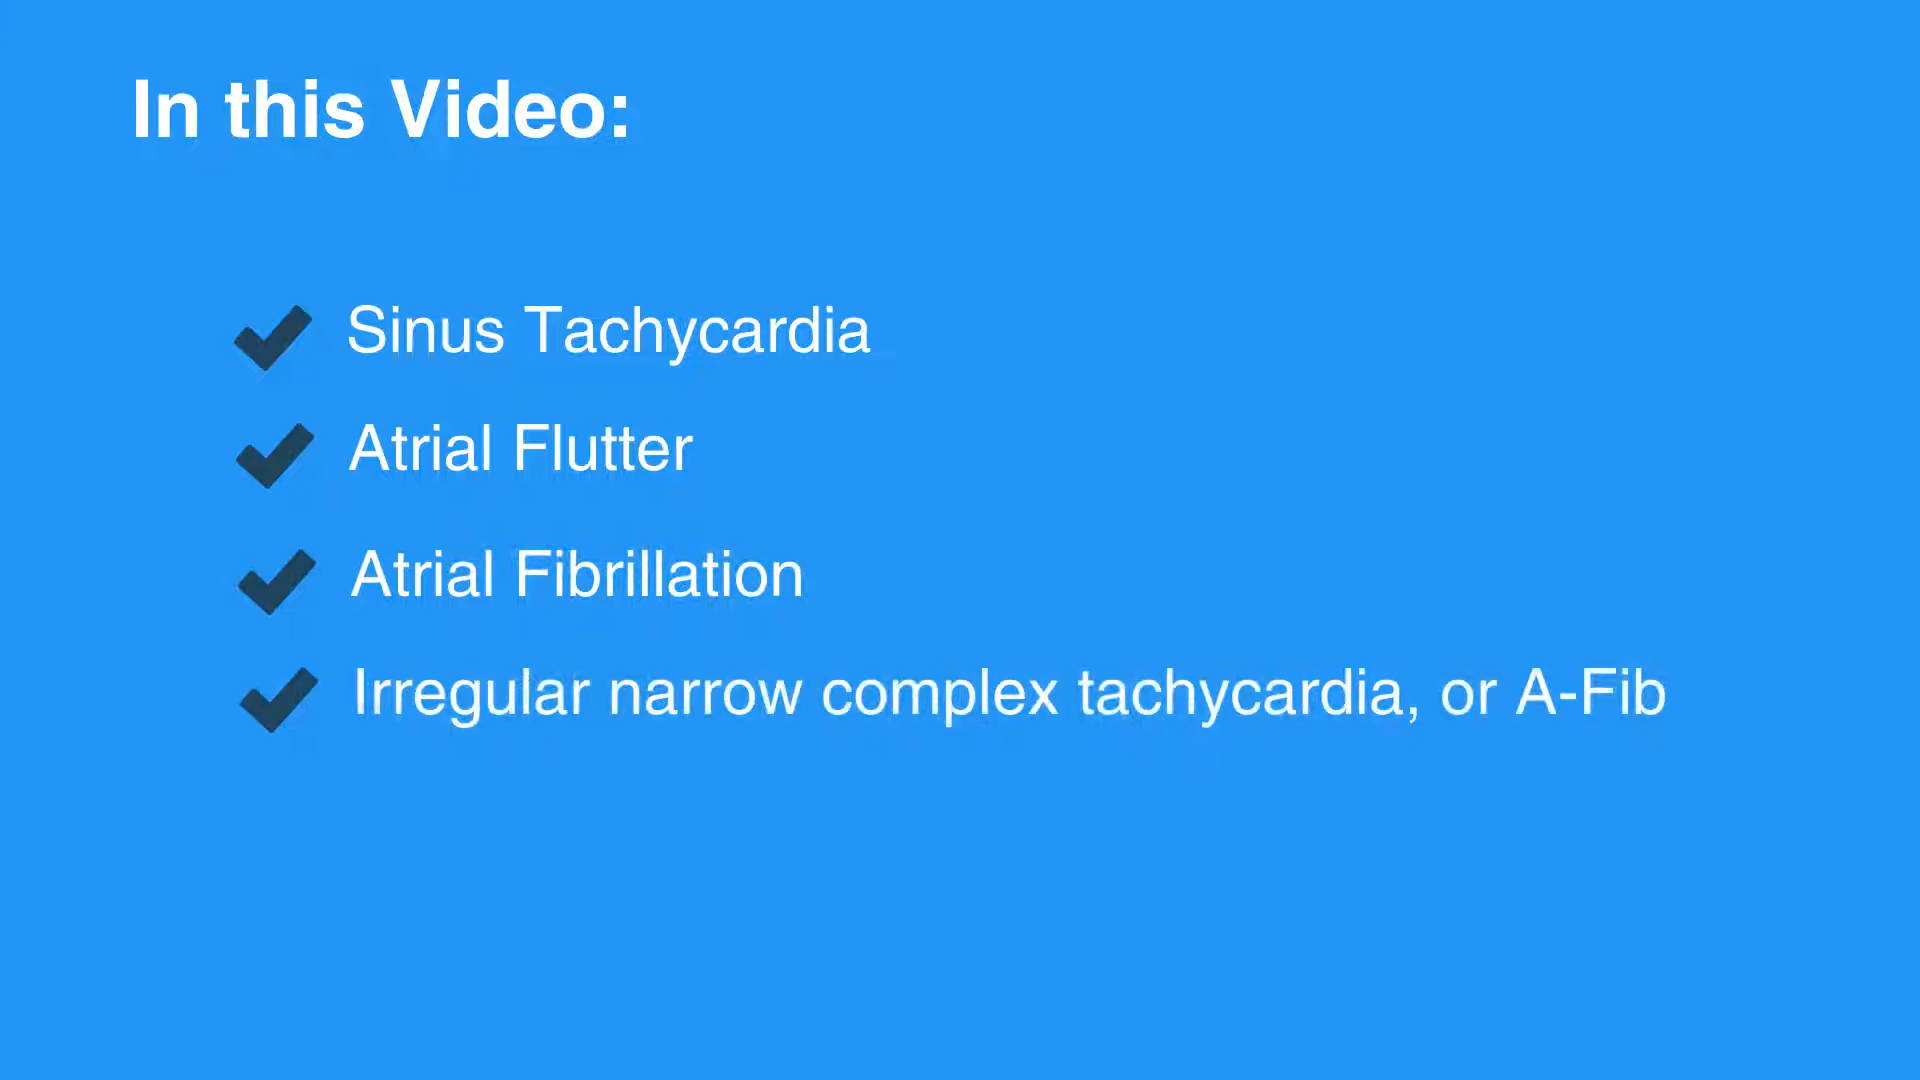 In this Video:
Sinus Tachycardia
Atrial Flutter
Atrial Fibrillation
Irregular narrow complex tachycardia, or A-Fib